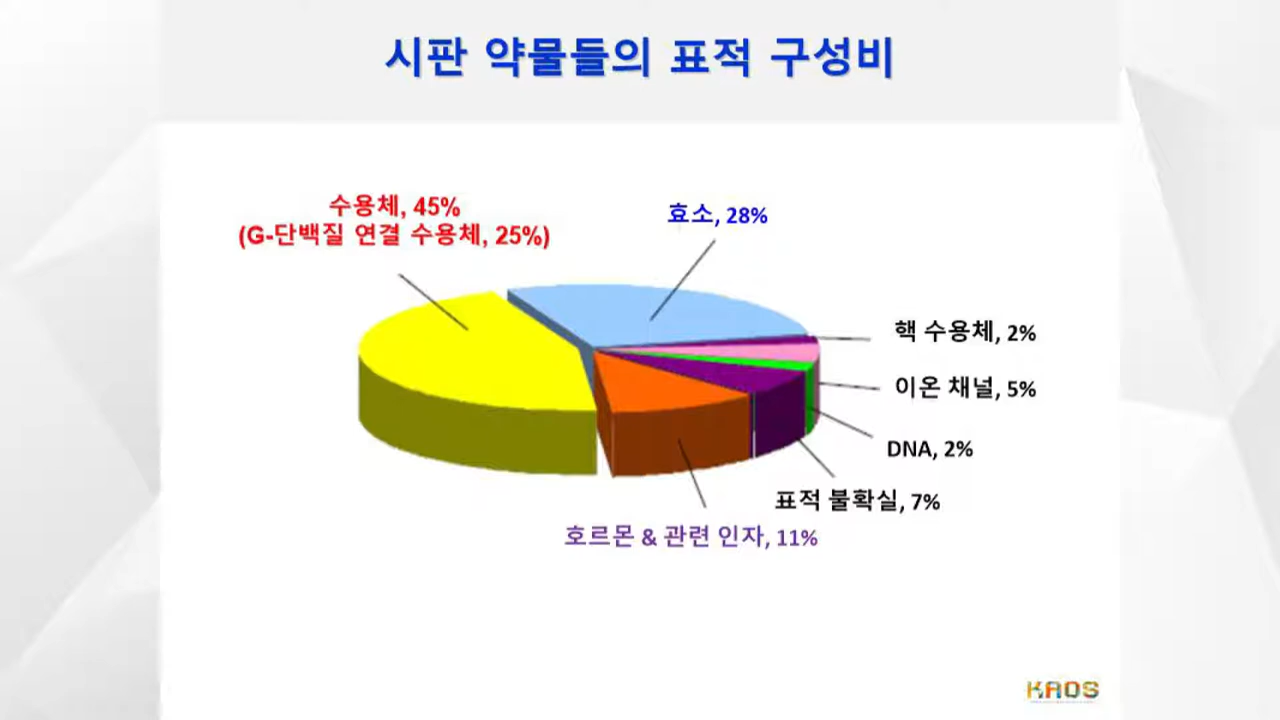 시판 약물들의 표적 구성비
수용체, 45%
(G-단백질 연결 수용체, 25%)
효소, 28%
핵 수용체, 2%
이온 채널, 5%
DNA, 2%
표적 불확실, 7%
호르몬 & 관련 인자, 11%
KAOS